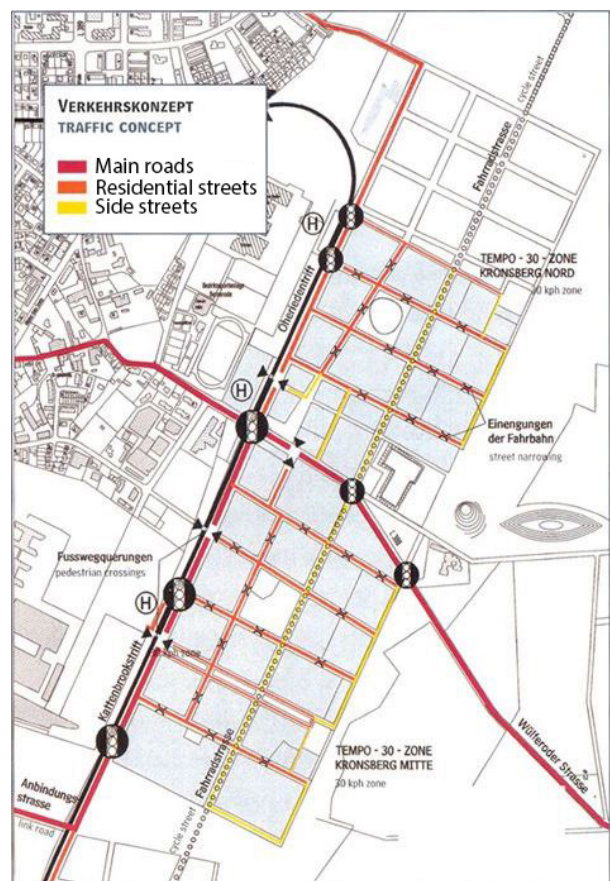 VERKEHRSKONZEPT
TRAFFIC CONCEPT
Main roads
Residential streets
Side streets
cycle street
Fahrradstrasse
H
TEMPO - 30 - ZONE
KRONSBERG NORD
30 kph zone
Oheriedentrift
H
Einengungen
der Fahrbahn
street narrowing
Fusswegquerungen
pedestrian crossings
H
kph zone
Kattenbrookstrift
TEMPO - 30 - ZONE
KRONSBERG MITTE
30 kph zone
Wülferoder Strasse
Fahrradstrasse
cycle street
Anbindungs
strasse
link road